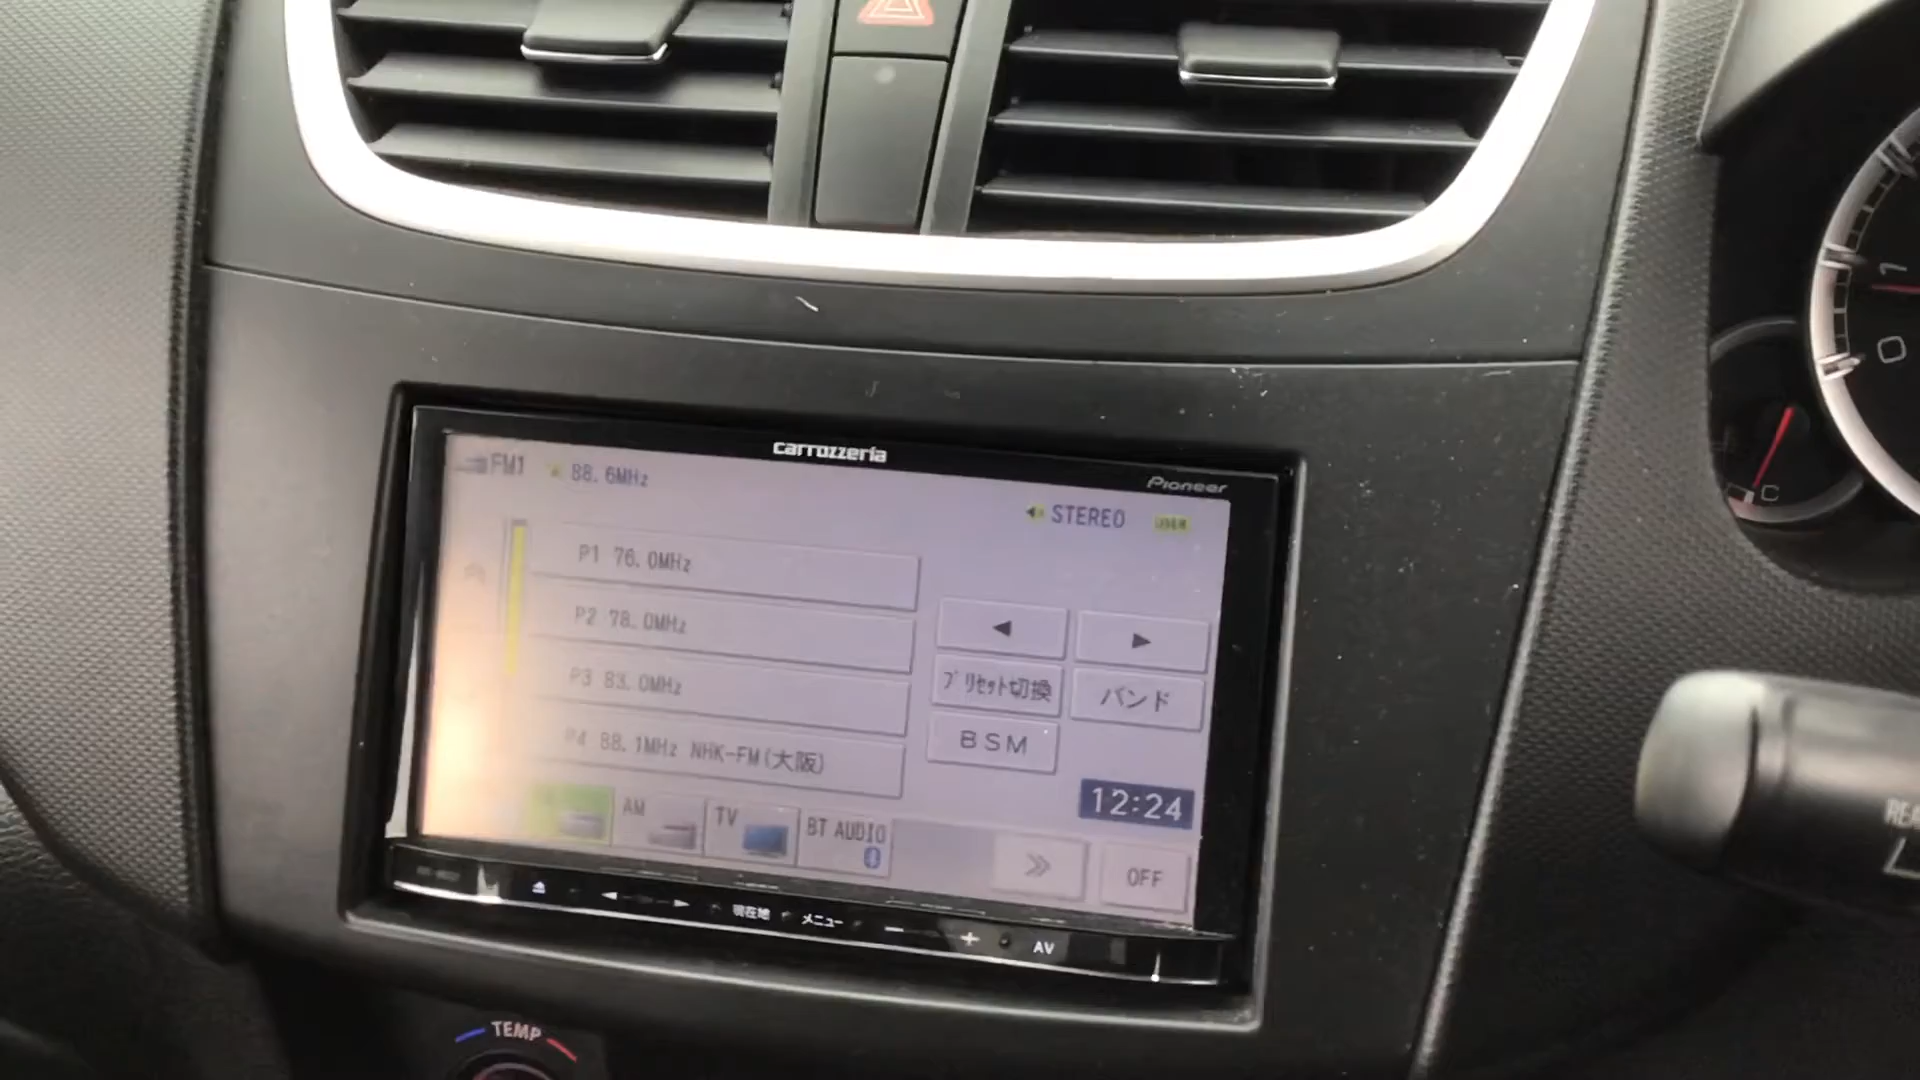 carrozzeria
Pioneer
FM1 88.6MHz
STEREO
P1 76.0MHz
P2 78.0MHz
P3 83.0MHz
P4 88.1MHz NHK-FM(大阪)
◀ ▶
プリセット切換 バンド
BSM
12:24
AM TV BT AUDIO
OFF
現在地 メニュー − + AV
TEMP
1
0
C